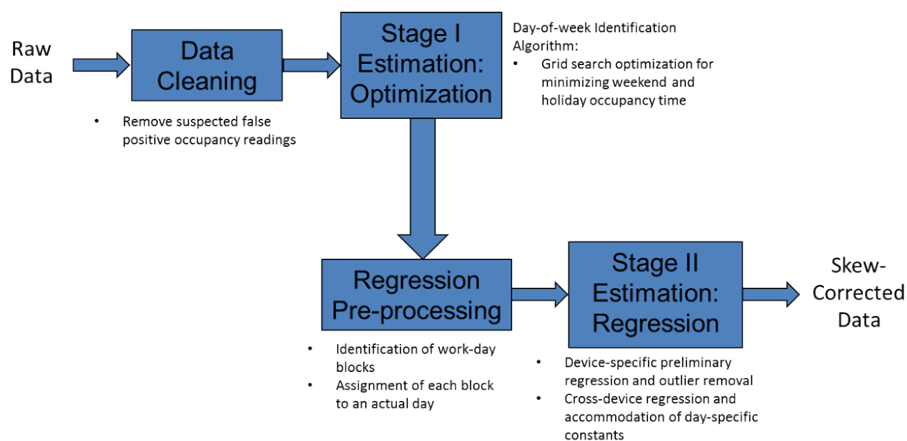 Raw
Data
Data
Cleaning
• Remove suspected false
positive occupancy readings
Stage I
Estimation:
Optimization
Day-of-week Identification
Algorithm:
• Grid search optimization for
minimizing weekend and
holiday occupancy time
Regression
Pre-processing
• Identification of work-day
blocks
• Assignment of each block
to an actual day
Stage II
Estimation:
Regression
• Device-specific preliminary
regression and outlier removal
• Cross-device regression and
accommodation of day-specific
constants
Skew-
Corrected
Data